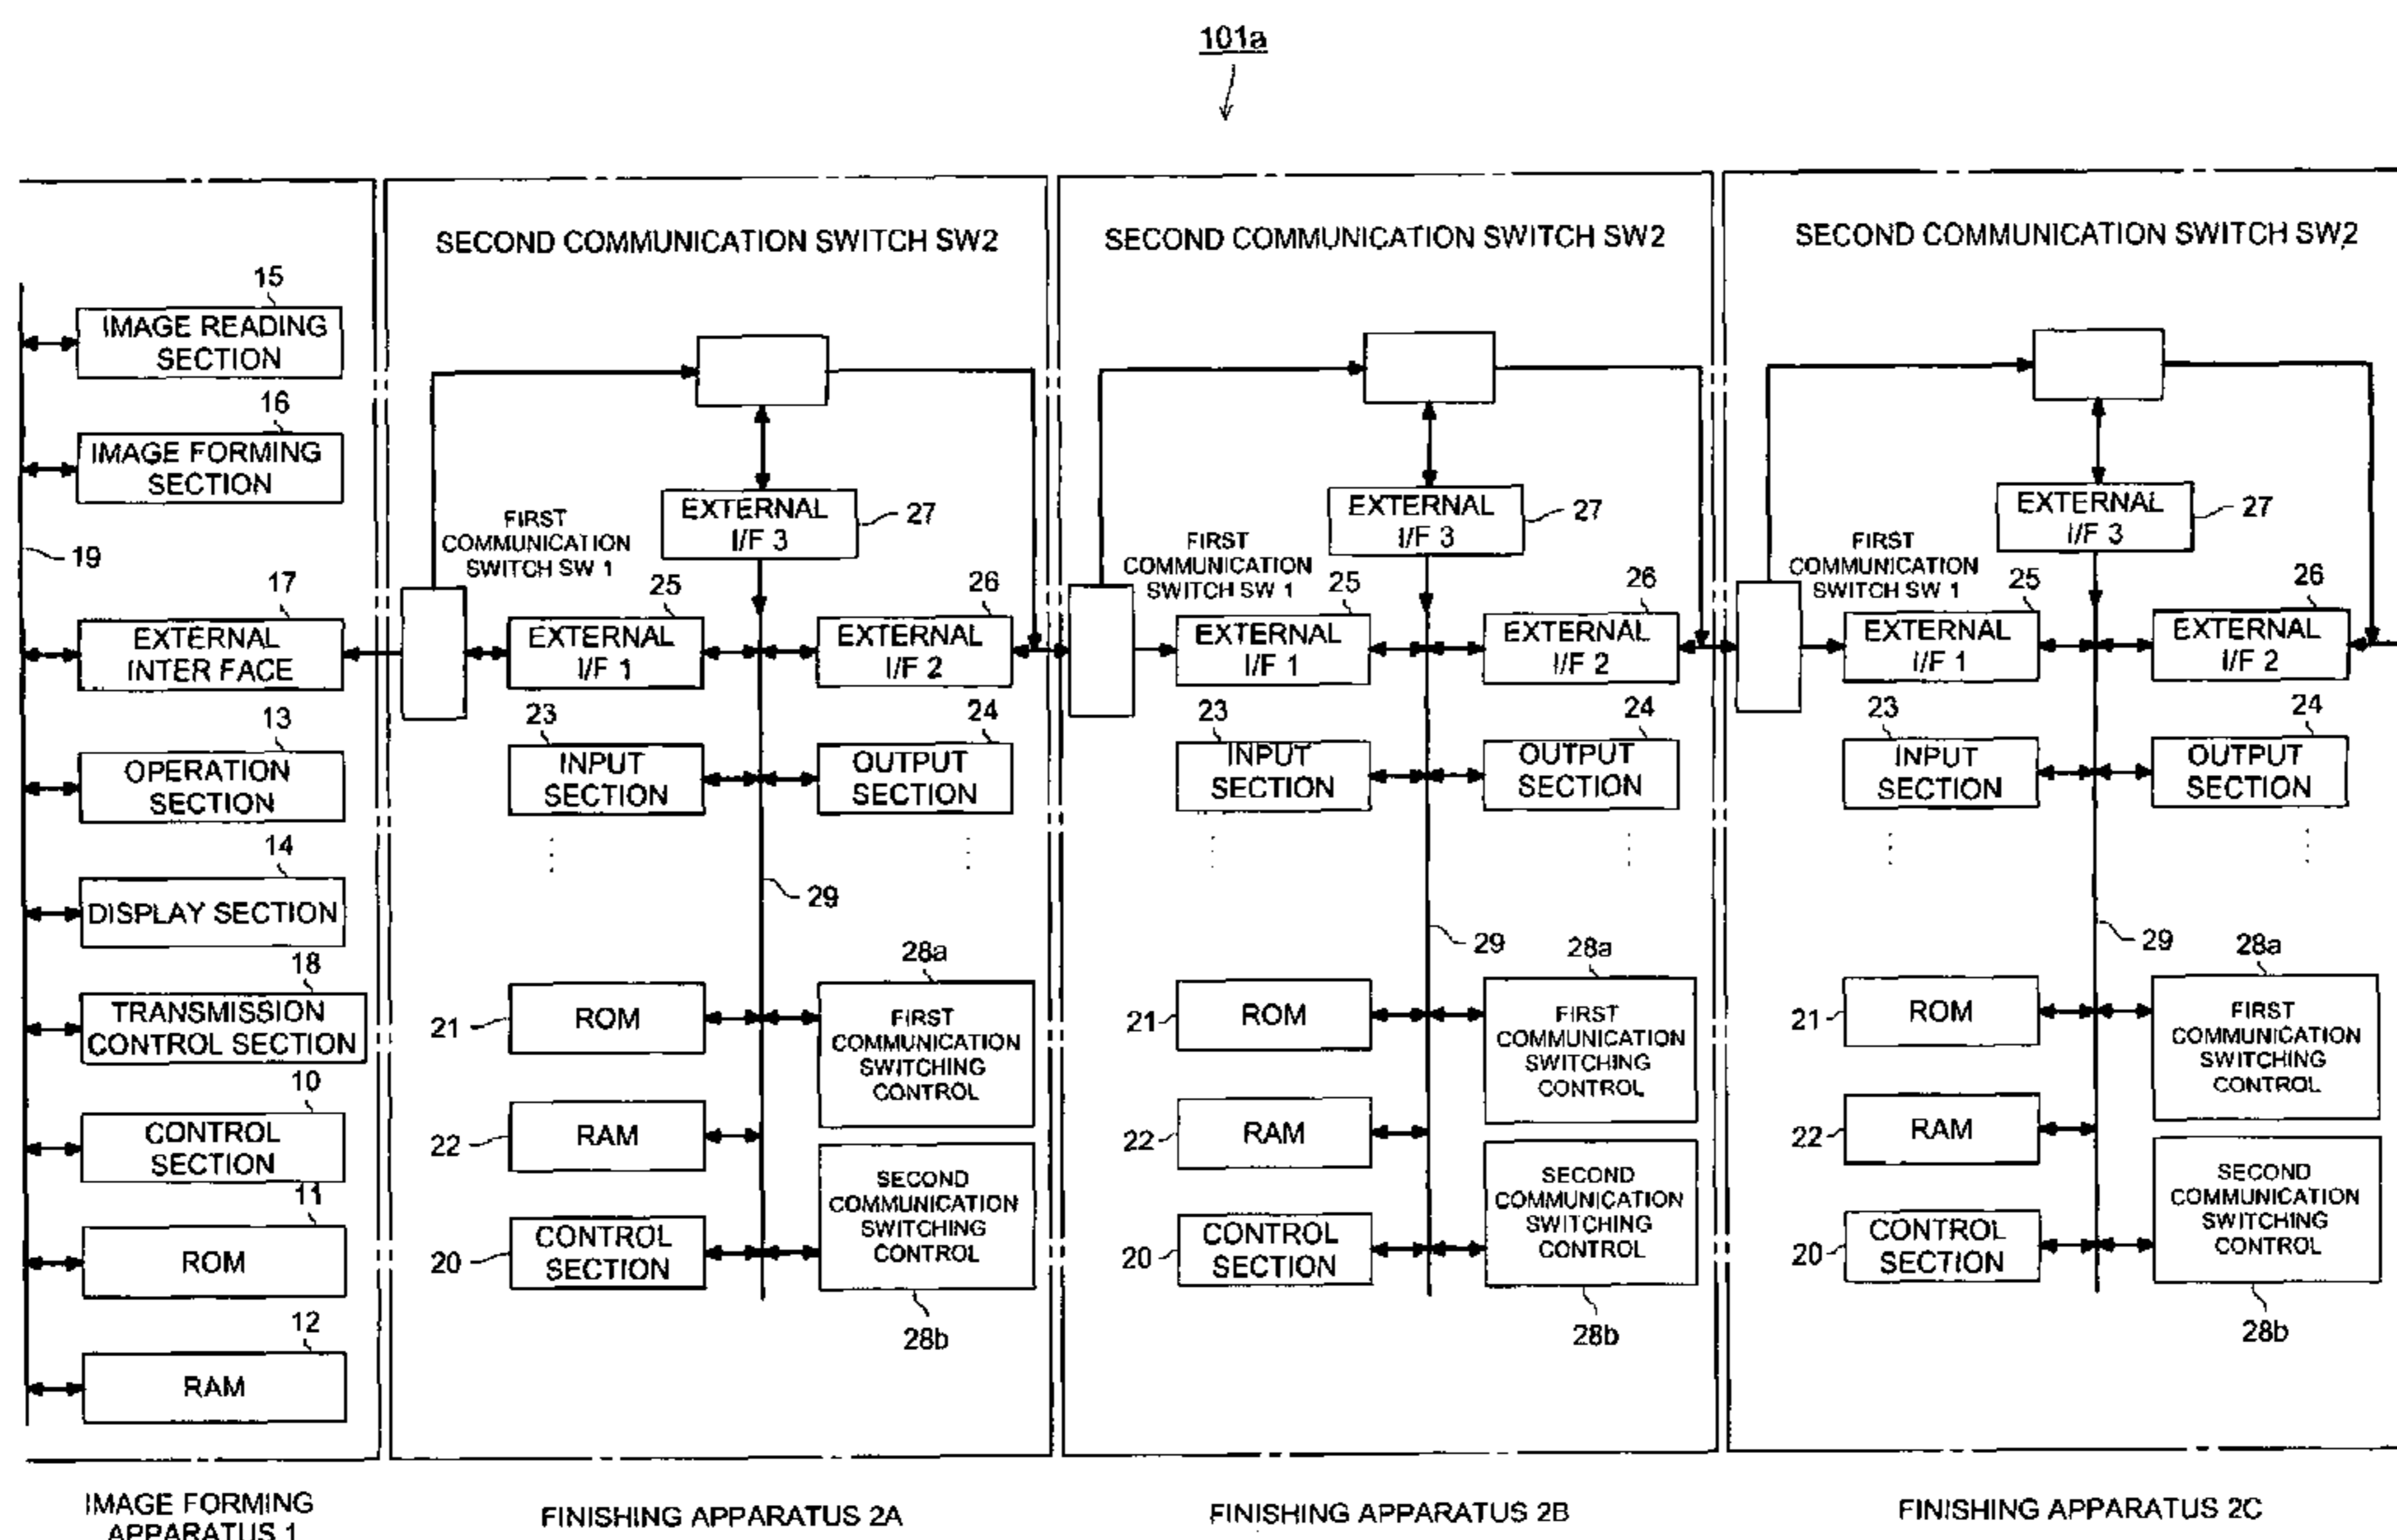 101a
15
IMAGE READING
SECTION
16
IMAGE FORMING
SECTION
19
17
EXTERNAL
INTER FACE
13
OPERATION
SECTION
14
DISPLAY SECTION
18
TRANSMISSION
CONTROL SECTION
10
CONTROL
SECTION
11
ROM
12
RAM
IMAGE FORMING
APPARATUS 1
SECOND COMMUNICATION SWITCH SW2
FIRST
COMMUNICATION
SWITCH SW 1
EXTERNAL
I/F 3
27
25
EXTERNAL
I/F 1
26
EXTERNAL
I/F 2
23
INPUT
SECTION
24
OUTPUT
SECTION
29
21
ROM
28a
FIRST
COMMUNICATION
SWITCHING
CONTROL
22
RAM
SECOND
COMMUNICATION
SWITCHING
CONTROL
20
CONTROL
SECTION
28b
FINISHING APPARATUS 2A
SECOND COMMUNICATION SWITCH SW2
FIRST
COMMUNICATION
SWITCH SW 1
EXTERNAL
I/F 3
27
25
EXTERNAL
I/F 1
26
EXTERNAL
I/F 2
23
INPUT
SECTION
24
OUTPUT
SECTION
29
21
ROM
28a
FIRST
COMMUNICATION
SWITCHING
CONTROL
22
RAM
SECOND
COMMUNICATION
SWITCHING
CONTROL
20
CONTROL
SECTION
28b
FINISHING APPARATUS 2B
SECOND COMMUNICATION SWITCH SW2
FIRST
COMMUNICATION
SWITCH SW 1
EXTERNAL
I/F 3
27
25
EXTERNAL
I/F 1
26
EXTERNAL
I/F 2
23
INPUT
SECTION
24
OUTPUT
SECTION
29
21
ROM
28a
FIRST
COMMUNICATION
SWITCHING
CONTROL
22
RAM
SECOND
COMMUNICATION
SWITCHING
CONTROL
20
CONTROL
SECTION
28b
FINISHING APPARATUS 2C